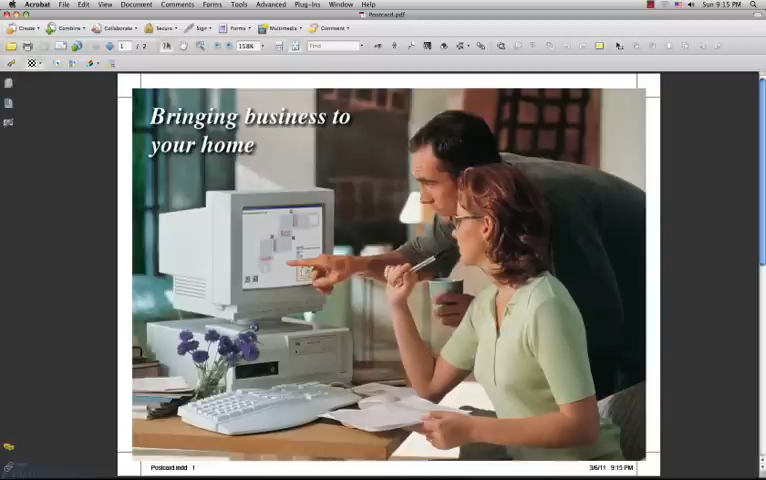 Acrobat File Edit View Document Comments Forms Tools Advanced Plug-Ins Window Help Sun 9:15 PM
Postcard.pdf
Create Combine Collaborate Secure Sign Forms Multimedia Comment
1 / 2 158% Find
Bringing business to
your home
Postcard.indd 1 3/6/11 9:15 PM